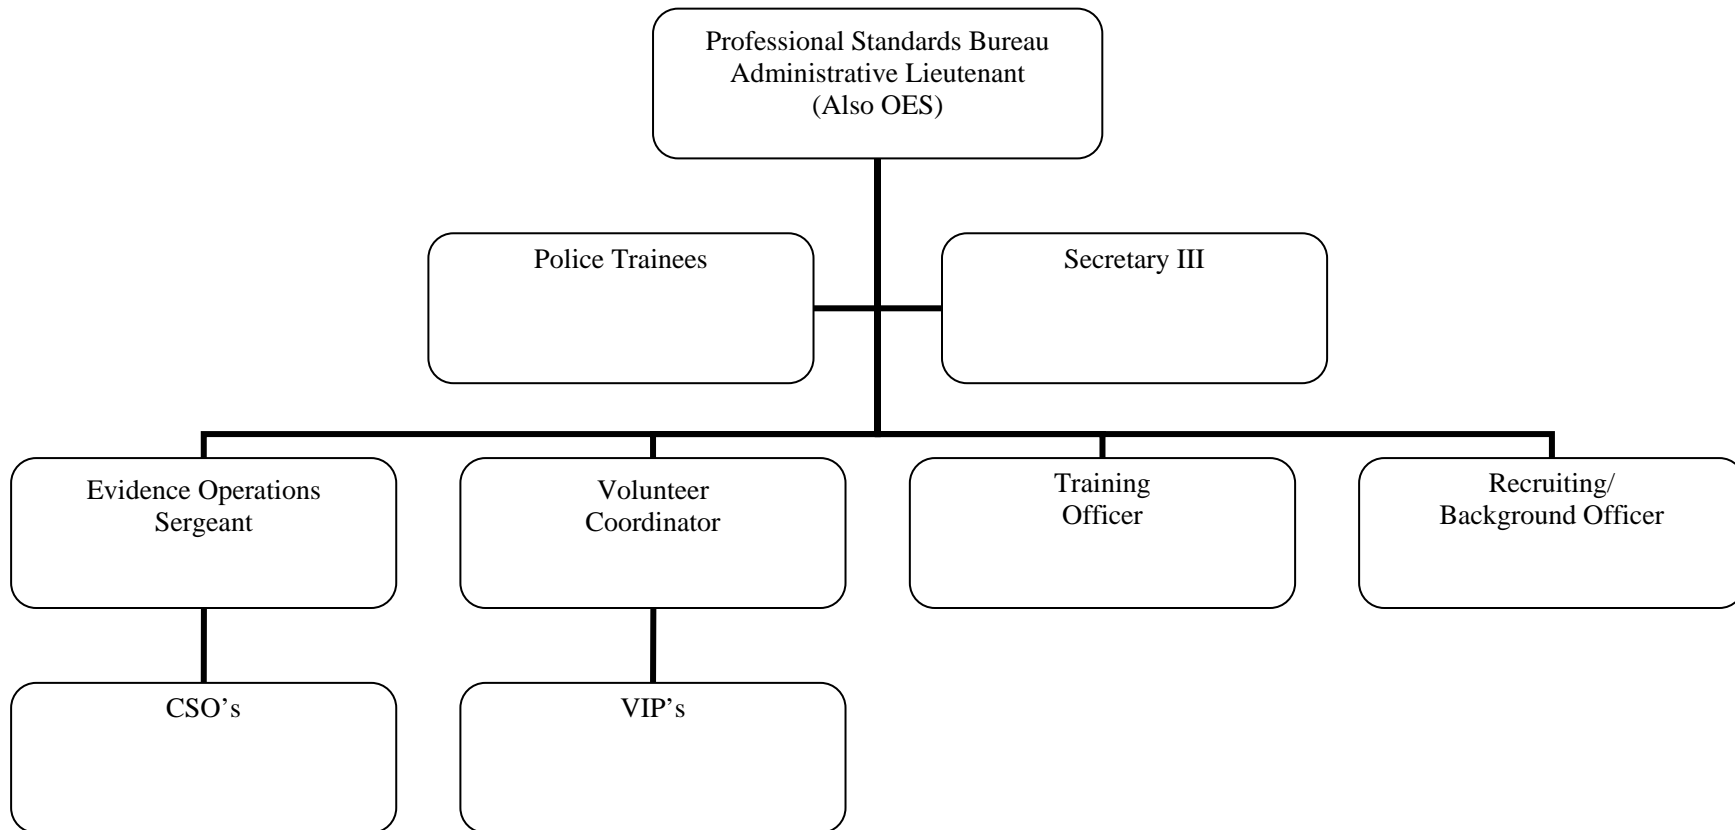 Professional Standards Bureau
Administrative Lieutenant
(Also OES)
Police Trainees
Secretary III
Evidence Operations
Sergeant
Volunteer
Coordinator
Training
Officer
Recruiting/
Background Officer
CSO’s
VIP’s